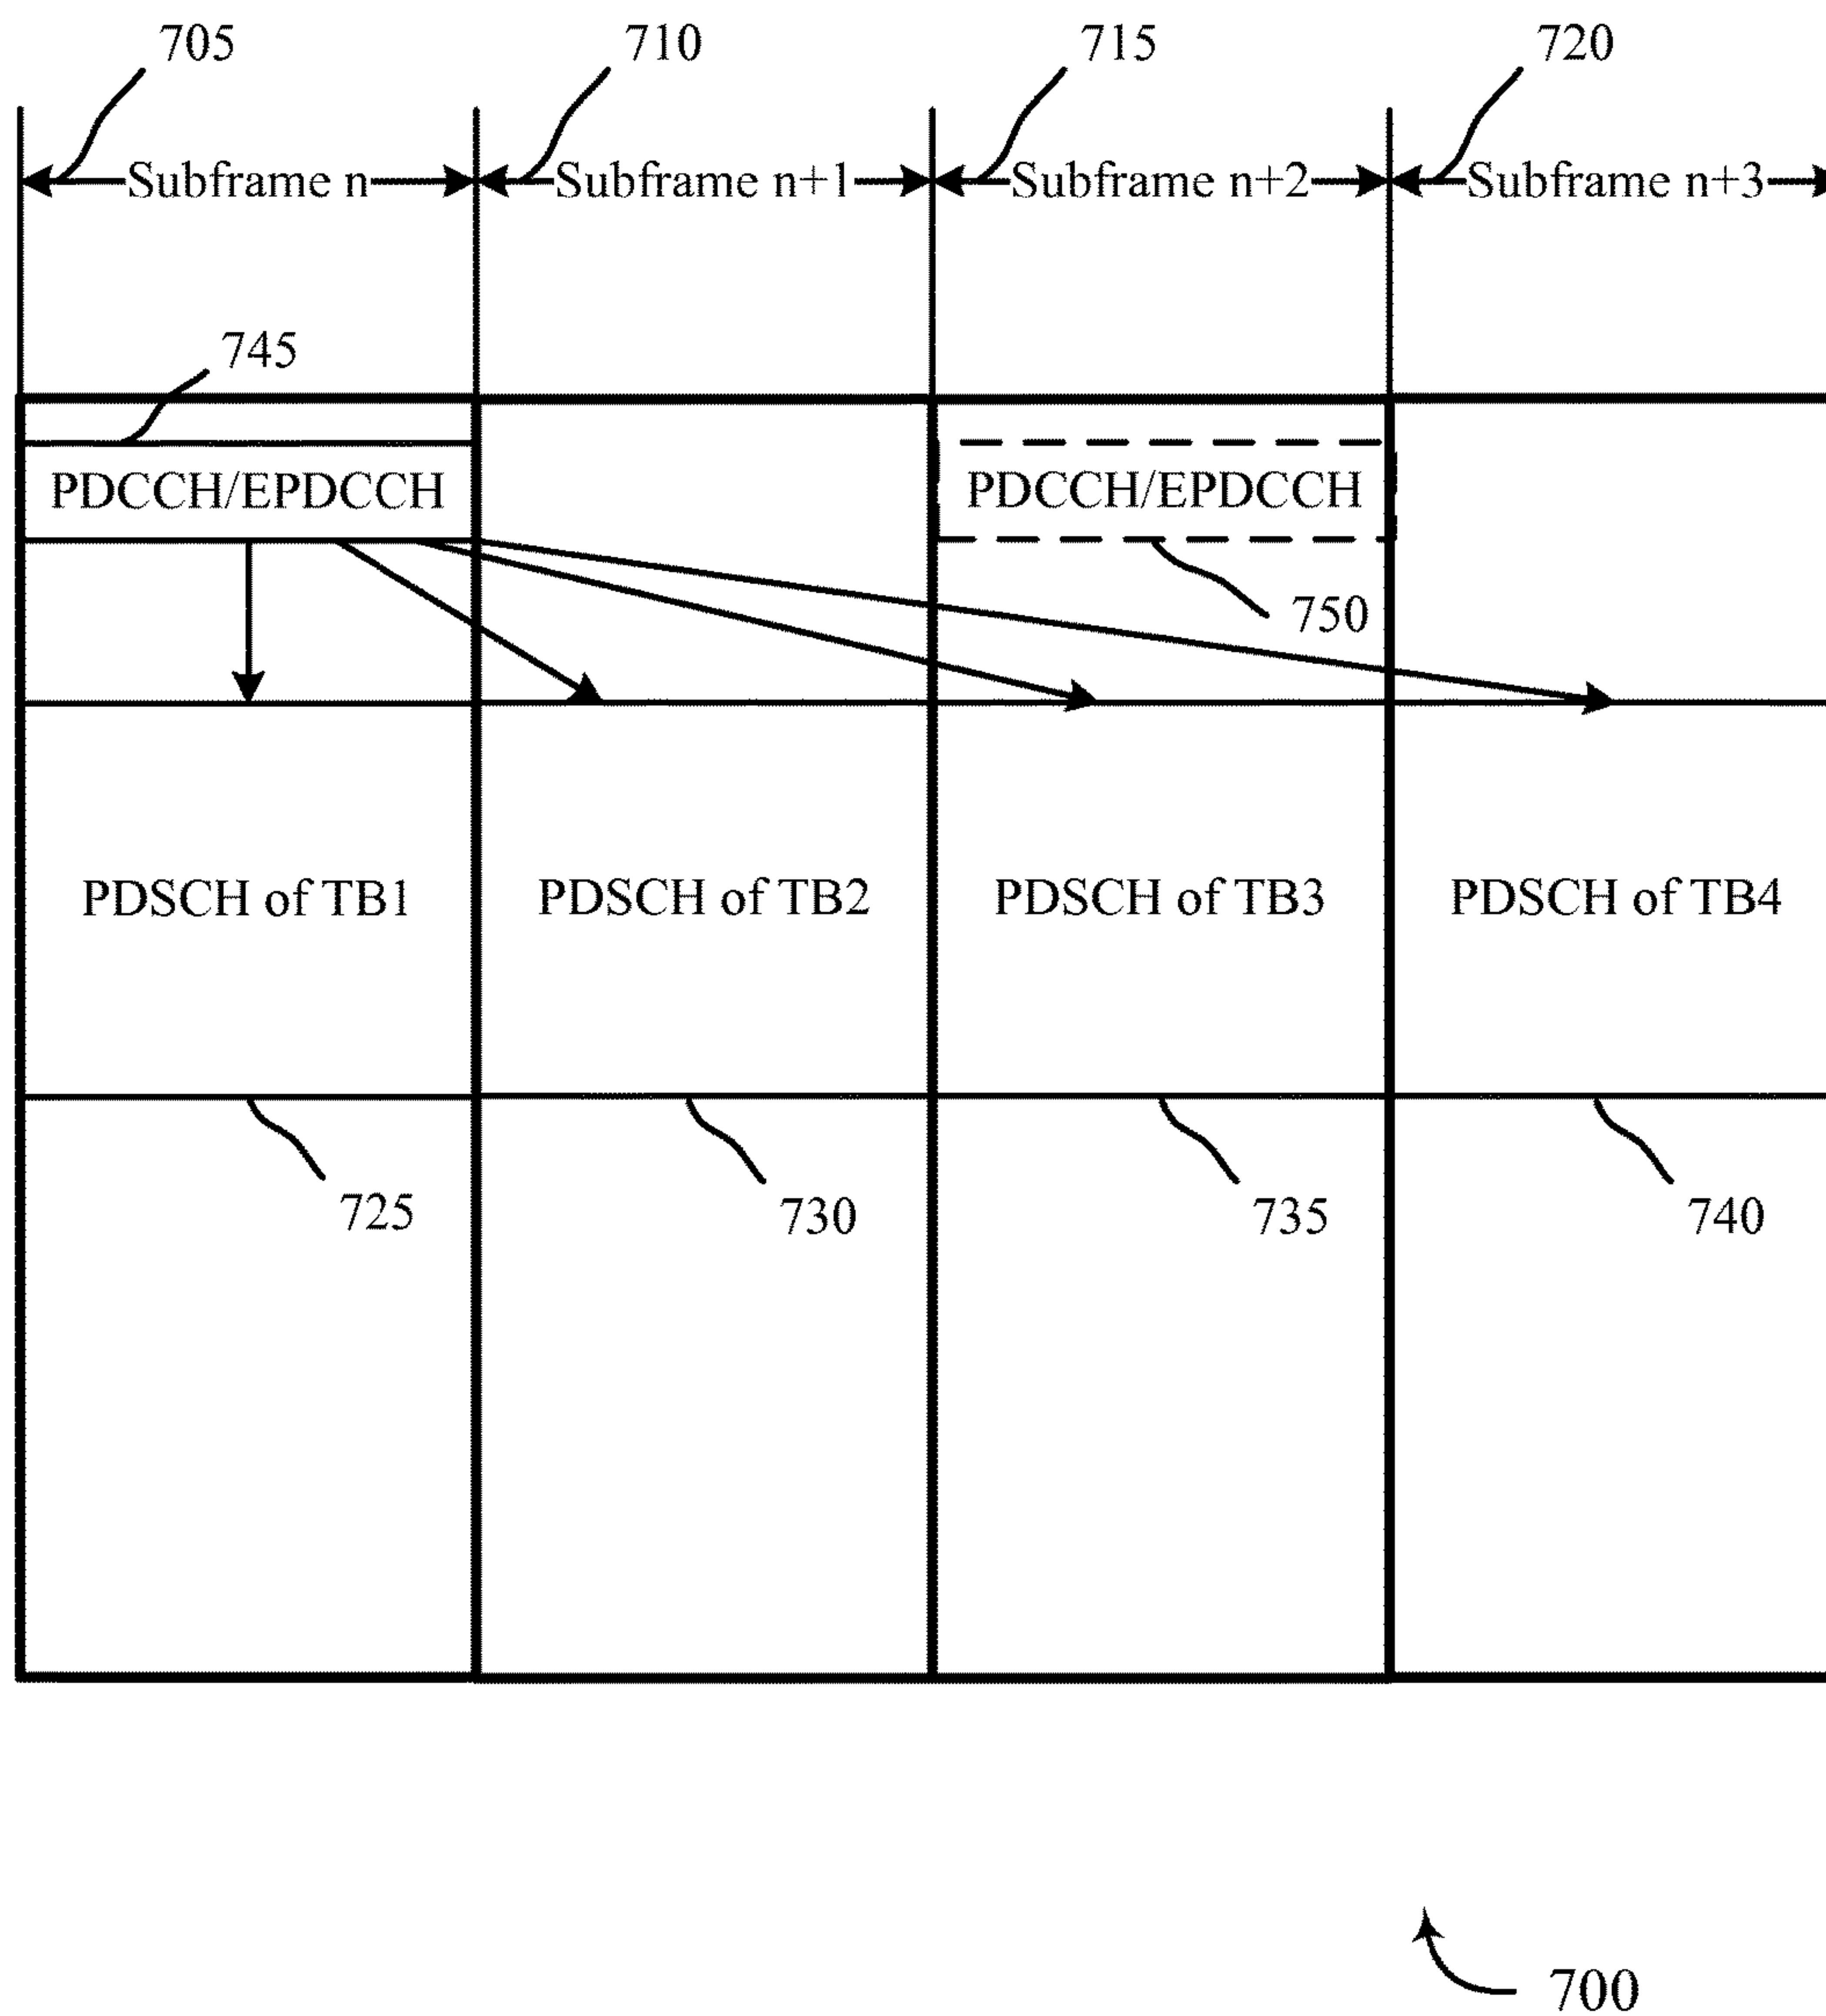 705 710 715 720
Subframe n Subframe n+1 Subframe n+2 Subframe n+3
745
PDCCH/EPDCCH PDCCH/EPDCCH
750
PDSCH of TB1 PDSCH of TB2 PDSCH of TB3 PDSCH of TB4
725 730 735 740
700